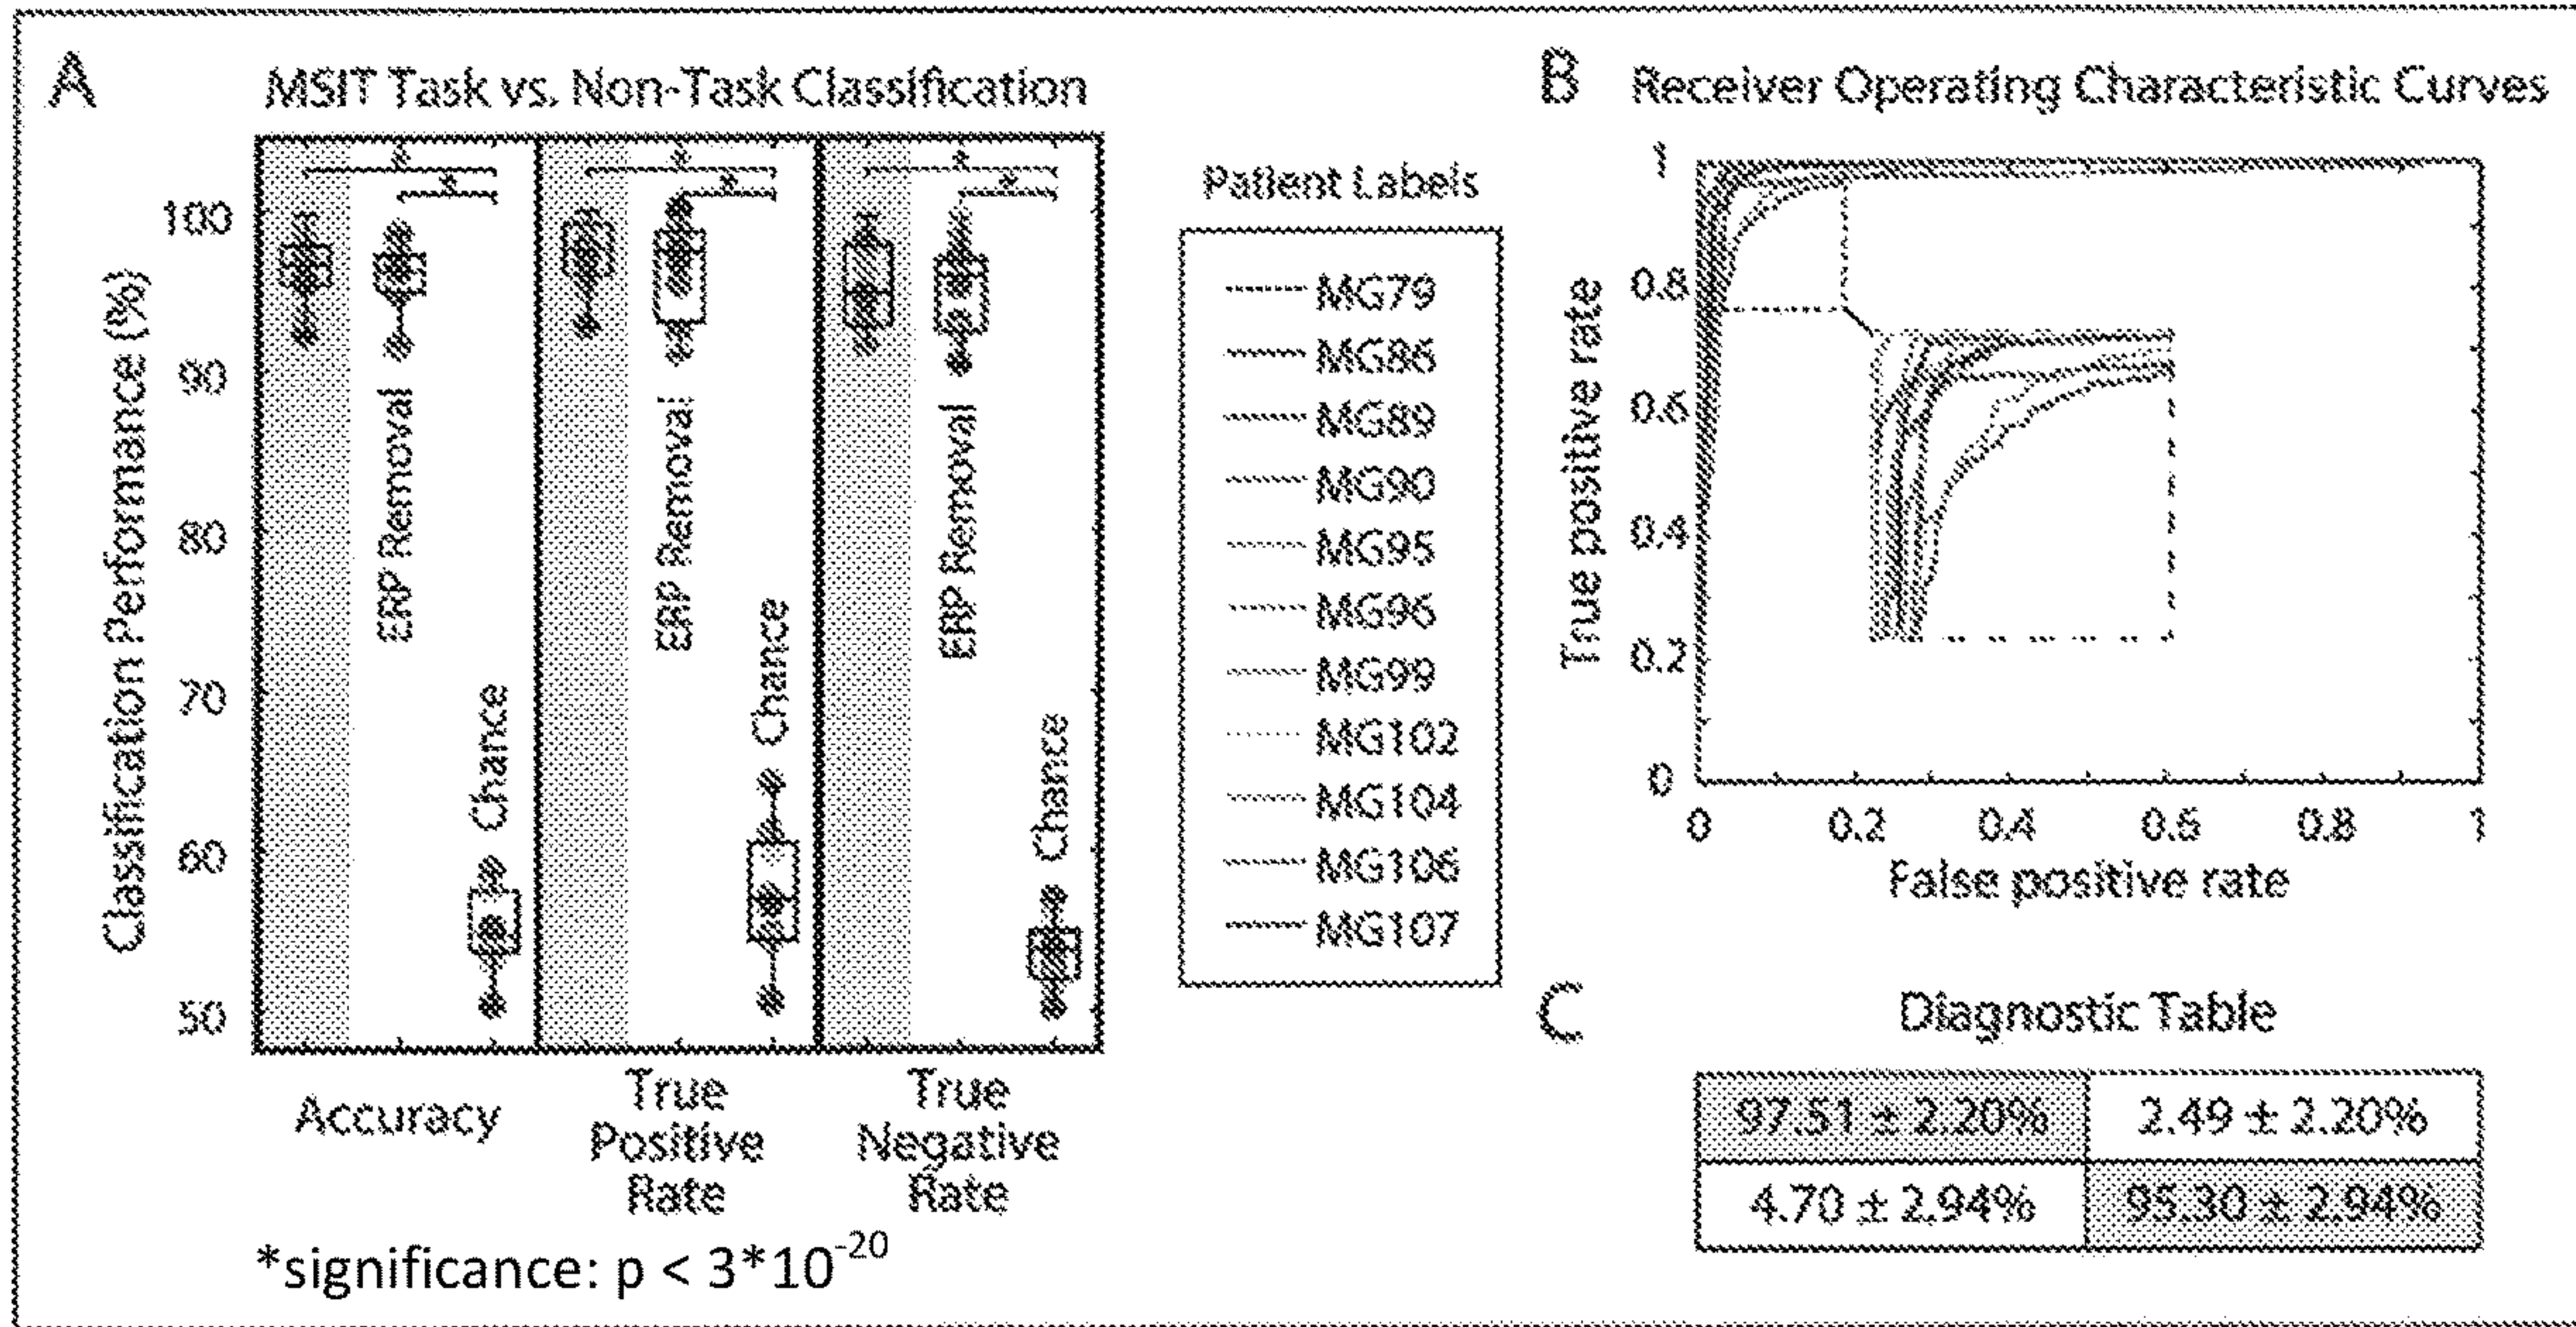 A
MSIT Task vs. Non-Task Classification
Classification Performance (%)
100
90
80
70
60
50
*
*
*
*
*
*
ERP Removal
Chance
ERP Removal
Chance
ERP Removal
Chance
Accuracy
True
Positive
Rate
True
Negative
Rate
*significance: p < 3*10^-20
Patient Labels
MG79
MG86
MG89
MG90
MG95
MG96
MG99
MG102
MG104
MG106
MG107
B
Receiver Operating Characteristic Curves
True positive rate
1
0.8
0.6
0.4
0.2
0
0 0.2 0.4 0.6 0.8 1
False positive rate
C
Diagnostic Table
97.51 ± 2.20% 2.49 ± 2.20%
4.70 ± 2.94% 95.30 ± 2.94%